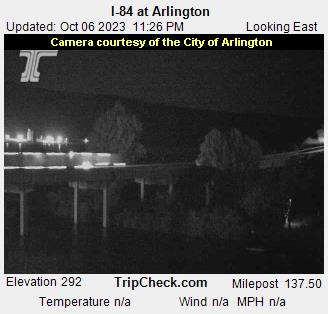 I-84 at Arlington
Updated: Oct 06 2023 11:26 PM Looking East
Camera courtesy of the City of Arlington
Elevation 292 TripCheck.com Milepost 137.50
Temperature n/a Wind n/a MPH n/a